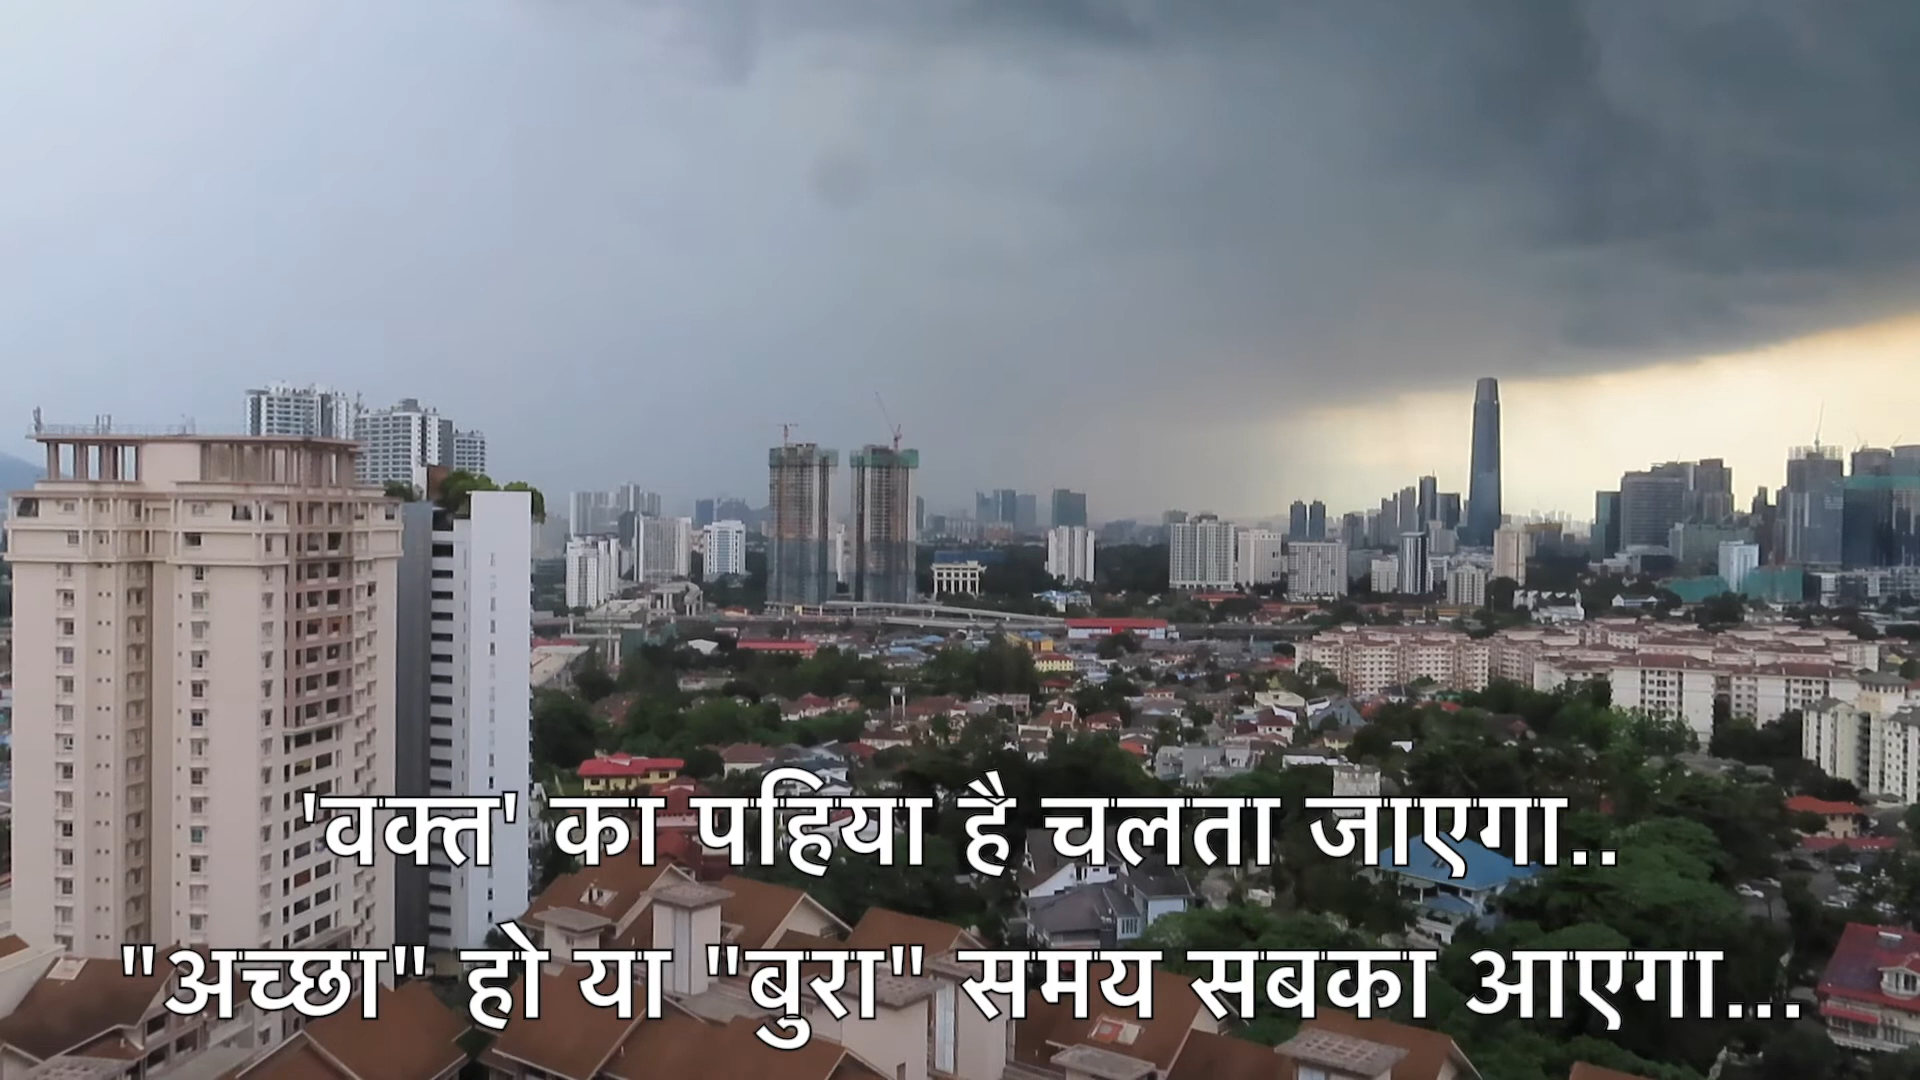 'वक्त' का पहिया है चलता जाएगा..
"अच्छा" हो या "बुरा" समय सबका आएगा...